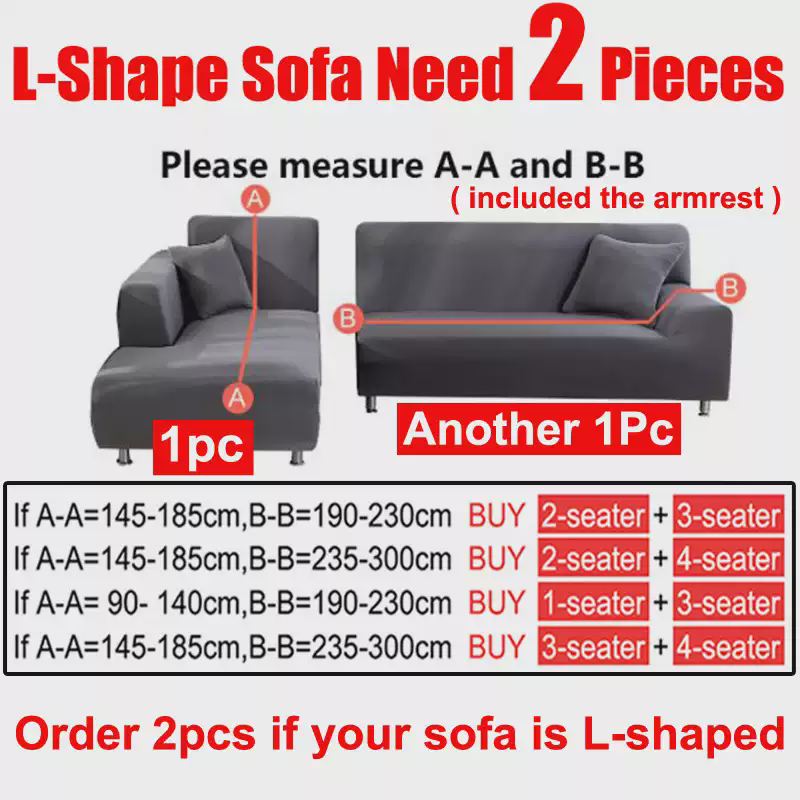 L-Shape Sofa Need 2 Pieces
Please measure A-A and B-B
( included the armrest )
A
B
B
A
1pc
Another 1Pc
If A-A=145-185cm,B-B=190-230cm BUY 2-seater + 3-seater
If A-A=145-185cm,B-B=235-300cm BUY 2-seater + 4-seater
If A-A= 90- 140cm,B-B=190-230cm BUY 1-seater + 3-seater
If A-A=145-185cm,B-B=235-300cm BUY 3-seater + 4-seater
Order 2pcs if your sofa is L-shaped